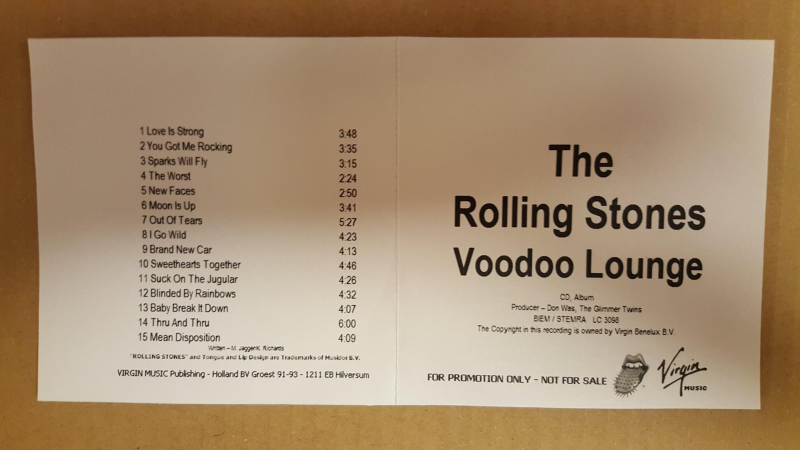 1 Love Is Strong 3:48
2 You Got Me Rocking 3:35
3 Sparks Will Fly 3:15
4 The Worst 2:24
5 New Faces 2:50
6 Moon Is Up 3:41
7 Out Of Tears 5:27
8 I Go Wild 4:23
9 Brand New Car 4:13
10 Sweethearts Together 4:46
11 Suck On The Jugular 4:26
12 Blinded By Rainbows 4:32
13 Baby Break It Down 4:07
14 Thru And Thru 6:00
15 Mean Disposition 4:09
Written – M. Jagger/K. Richards
"ROLLING STONES" and Tongue and Lip Design are Trademarks of Musidor B.V.
VIRGIN MUSIC Publishing - Holland BV Groest 91-93 - 1211 EB Hilversum
The
Rolling Stones
Voodoo Lounge
CD, Album
Producer – Don Was, The Glimmer Twins
BIEM / STEMRA LC 3098
The Copyright in this recording is owned by Virgin Benelux B.V.
FOR PROMOTION ONLY - NOT FOR SALE
Virgin
MUSIC